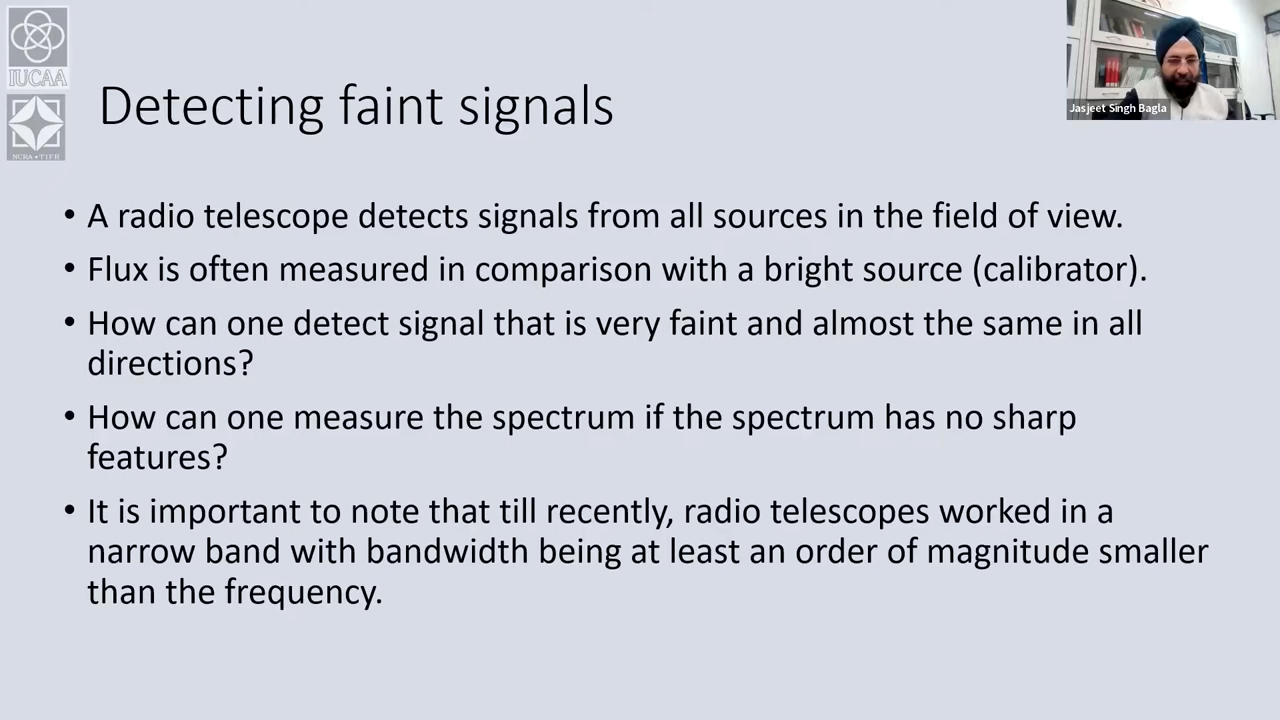 IUCAA
NCRA • TIFR
Jasjeet Singh Bagla
Detecting faint signals
• A radio telescope detects signals from all sources in the field of view.
• Flux is often measured in comparison with a bright source (calibrator).
• How can one detect signal that is very faint and almost the same in all
directions?
• How can one measure the spectrum if the spectrum has no sharp
features?
• It is important to note that till recently, radio telescopes worked in a
narrow band with bandwidth being at least an order of magnitude smaller
than the frequency.